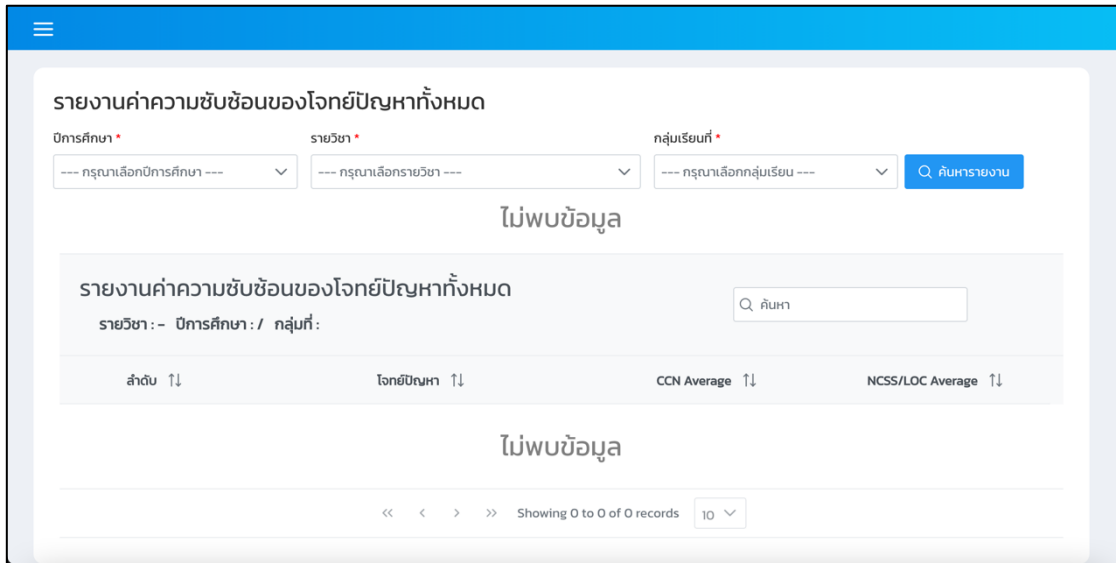 รายงานค่าความซับซ้อนของโจทย์ปัญหาทั้งหมด
ปีการศึกษา * รายวิชา * กลุ่มเรียนที่ *
--- กรุณาเลือกปีการศึกษา --- --- กรุณาเลือกรายวิชา --- --- กรุณาเลือกกลุ่มเรียน --- ค้นหารายงาน
ไม่พบข้อมูล
รายงานค่าความซับซ้อนของโจทย์ปัญหาทั้งหมด
ค้นหา
รายวิชา : - ปีการศึกษา : / กลุ่มที่ :
ลำดับ โจทย์ปัญหา CCN Average NCSS/LOC Average
ไม่พบข้อมูล
<< < > >> Showing 0 to 0 of 0 records 10